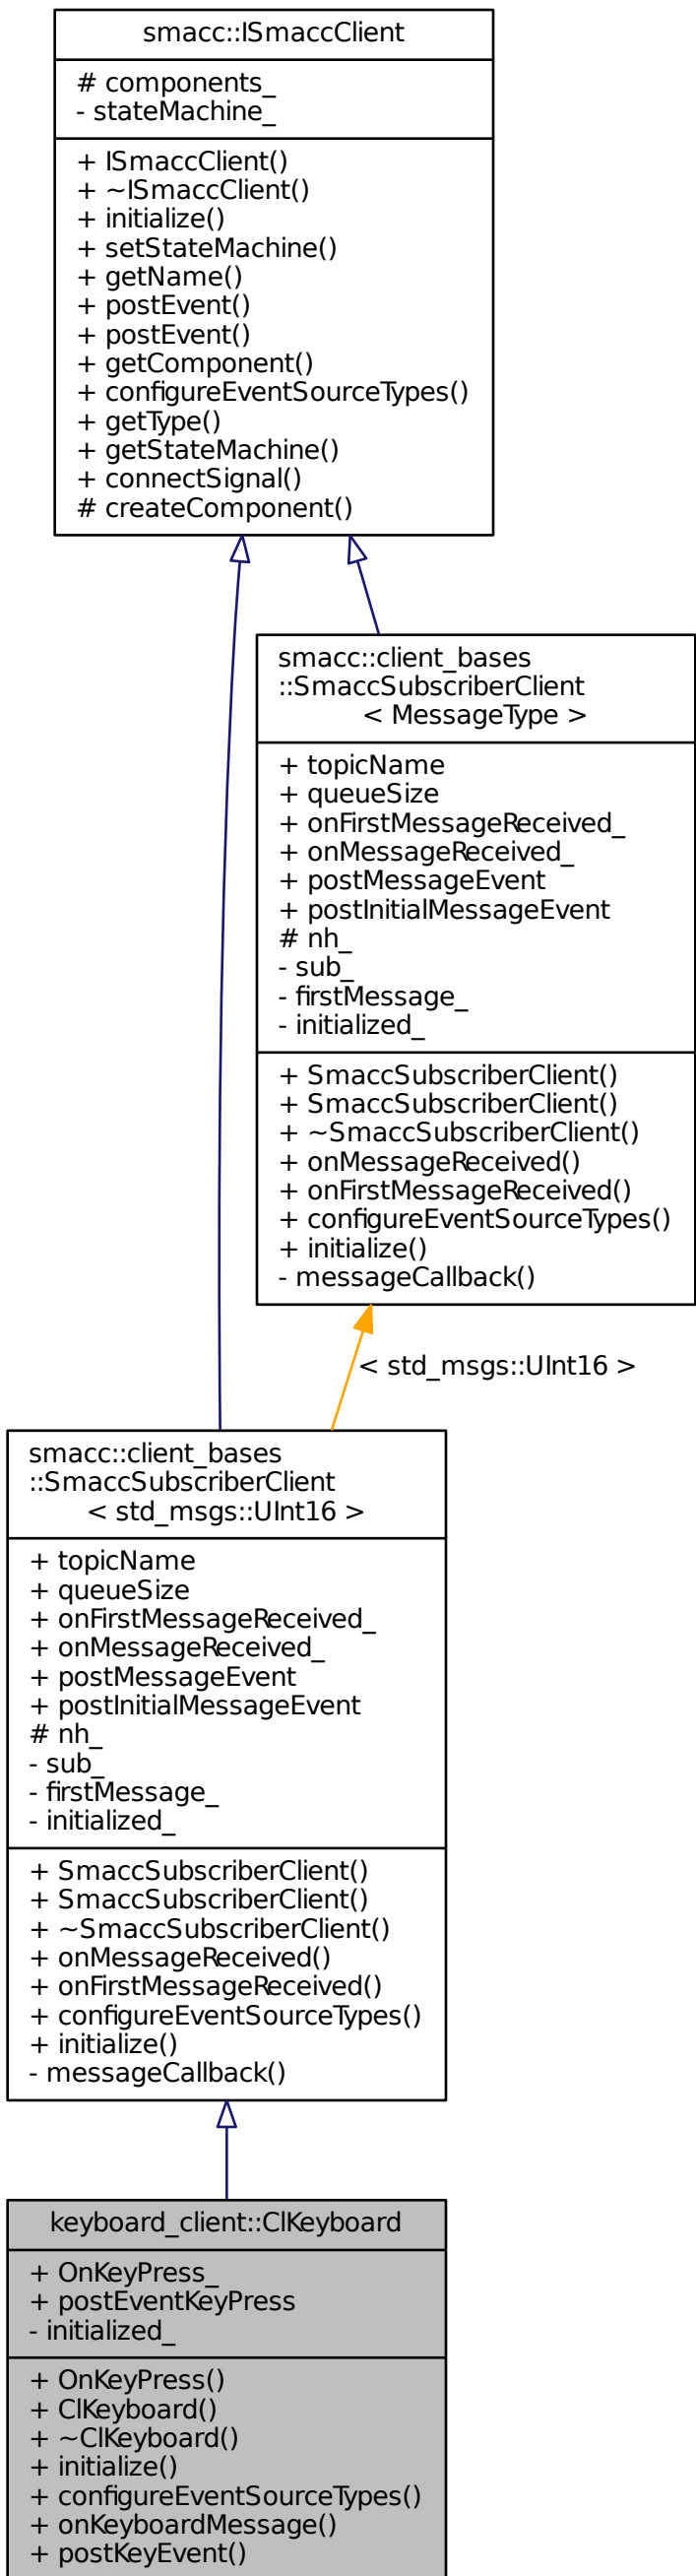 smacc::ISmaccClient
# components_
- stateMachine_
+ ISmaccClient()
+ ~ISmaccClient()
+ initialize()
+ setStateMachine()
+ getName()
+ postEvent()
+ postEvent()
+ getComponent()
+ configureEventSourceTypes()
+ getType()
+ getStateMachine()
+ connectSignal()
# createComponent()
smacc::client_bases
::SmaccSubscriberClient
< MessageType >
+ topicName
+ queueSize
+ onFirstMessageReceived_
+ onMessageReceived_
+ postMessageEvent
+ postInitialMessageEvent
# nh_
- sub_
- firstMessage_
- initialized_
+ SmaccSubscriberClient()
+ SmaccSubscriberClient()
+ ~SmaccSubscriberClient()
+ onMessageReceived()
+ onFirstMessageReceived()
+ configureEventSourceTypes()
+ initialize()
- messageCallback()
< std_msgs::UInt16 >
smacc::client_bases
::SmaccSubscriberClient
< std_msgs::UInt16 >
+ topicName
+ queueSize
+ onFirstMessageReceived_
+ onMessageReceived_
+ postMessageEvent
+ postInitialMessageEvent
# nh_
- sub_
- firstMessage_
- initialized_
+ SmaccSubscriberClient()
+ SmaccSubscriberClient()
+ ~SmaccSubscriberClient()
+ onMessageReceived()
+ onFirstMessageReceived()
+ configureEventSourceTypes()
+ initialize()
- messageCallback()
keyboard_client::ClKeyboard
+ OnKeyPress_
+ postEventKeyPress
- initialized_
+ OnKeyPress()
+ ClKeyboard()
+ ~ClKeyboard()
+ initialize()
+ configureEventSourceTypes()
+ onKeyboardMessage()
+ postKeyEvent()